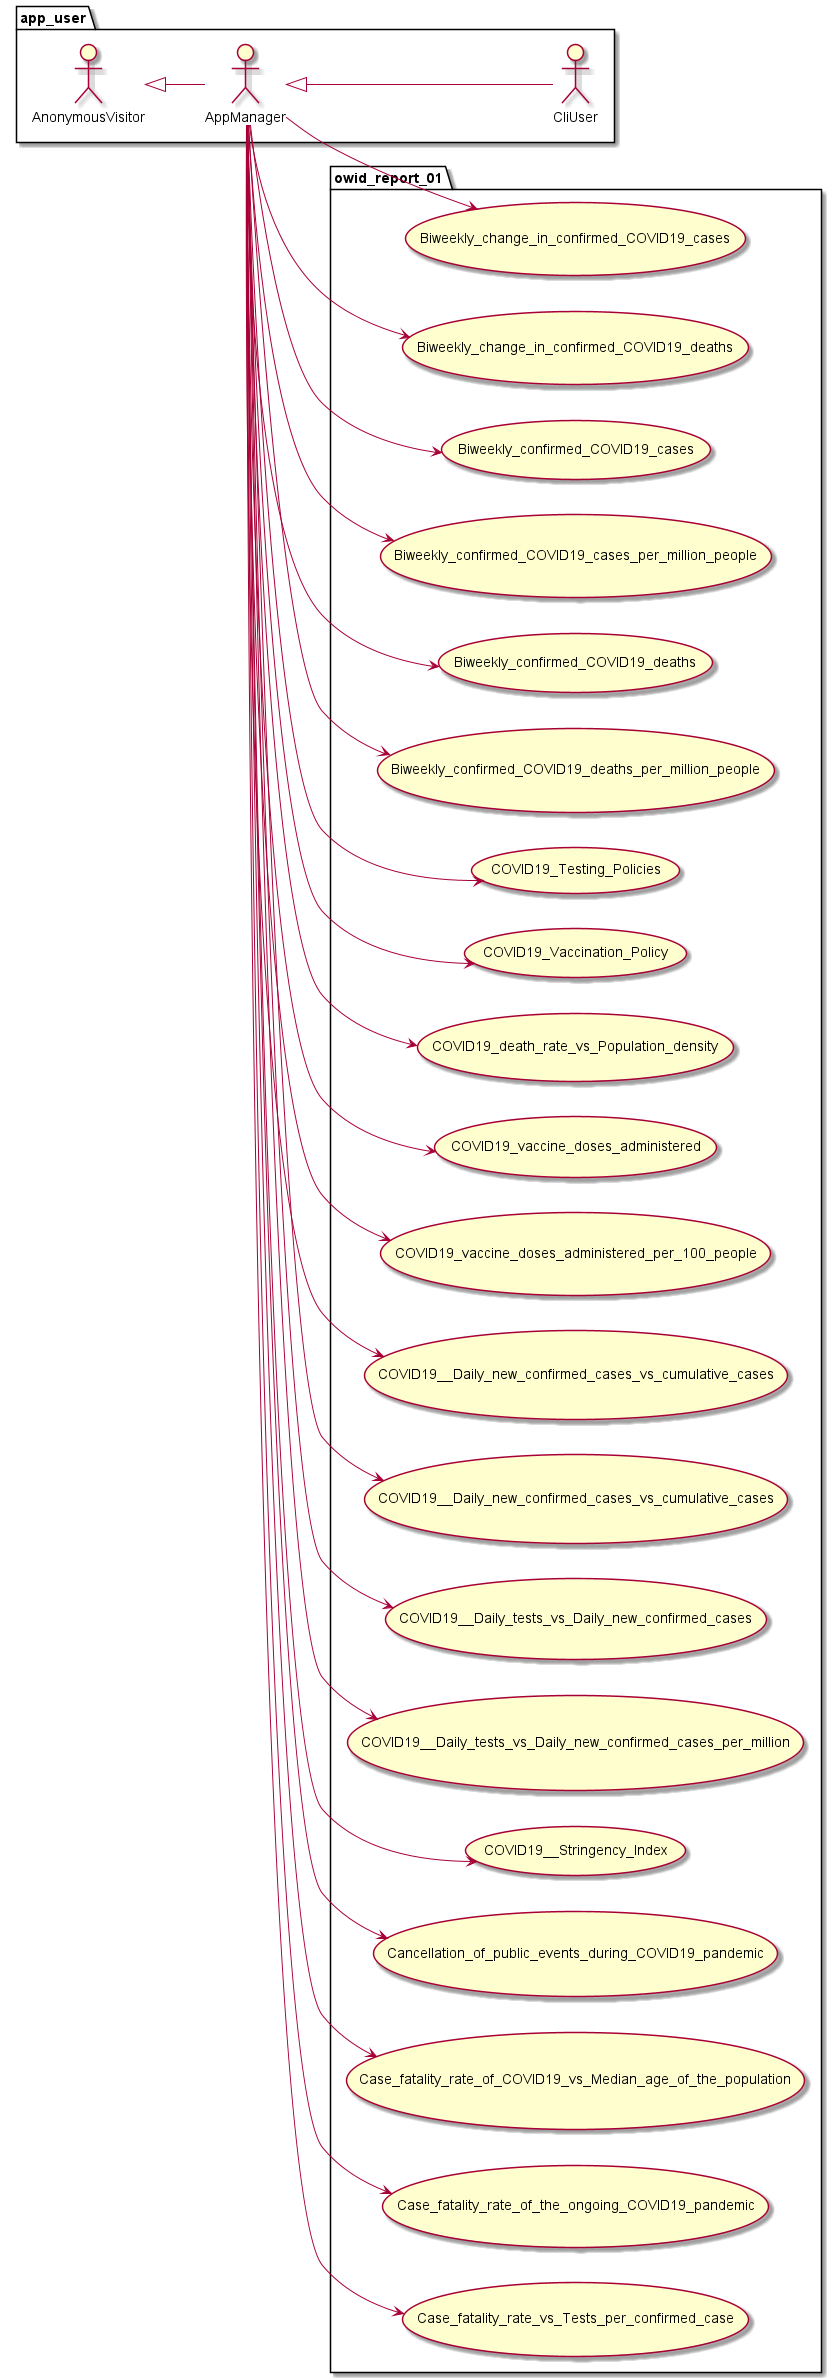 app_user
AnonymousVisitor
AppManager
CliUser
owid_report_01
Biweekly_change_in_confirmed_COVID19_cases
Biweekly_change_in_confirmed_COVID19_deaths
Biweekly_confirmed_COVID19_cases
Biweekly_confirmed_COVID19_cases_per_million_people
Biweekly_confirmed_COVID19_deaths
Biweekly_confirmed_COVID19_deaths_per_million_people
COVID19_Testing_Policies
COVID19_Vaccination_Policy
COVID19_death_rate_vs_Population_density
COVID19_vaccine_doses_administered
COVID19_vaccine_doses_administered_per_100_people
COVID19__Daily_new_confirmed_cases_vs_cumulative_cases
COVID19__Daily_new_confirmed_cases_vs_cumulative_cases
COVID19__Daily_tests_vs_Daily_new_confirmed_cases
COVID19__Daily_tests_vs_Daily_new_confirmed_cases_per_million
COVID19__Stringency_Index
Cancellation_of_public_events_during_COVID19_pandemic
Case_fatality_rate_of_COVID19_vs_Median_age_of_the_population
Case_fatality_rate_of_the_ongoing_COVID19_pandemic
Case_fatality_rate_vs_Tests_per_confirmed_case